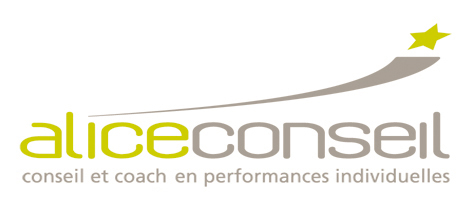 aliceconseil
conseil et coach en performances individuelles